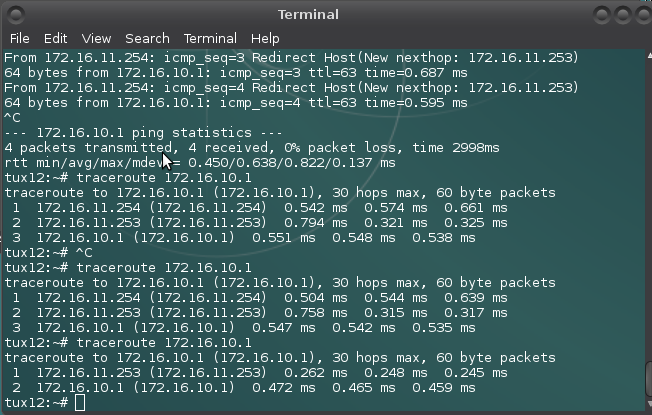 Terminal
File Edit View Search Terminal Help
From 172.16.11.254: icmp_seq=3 Redirect Host(New nexthop: 172.16.11.253)
64 bytes from 172.16.10.1: icmp_seq=3 ttl=63 time=0.687 ms
From 172.16.11.254: icmp_seq=4 Redirect Host(New nexthop: 172.16.11.253)
64 bytes from 172.16.10.1: icmp_seq=4 ttl=63 time=0.595 ms
^C
--- 172.16.10.1 ping statistics ---
4 packets transmitted, 4 received, 0% packet loss, time 2998ms
rtt min/avg/max/mdev = 0.450/0.638/0.822/0.137 ms
tux12:~# traceroute 172.16.10.1
traceroute to 172.16.10.1 (172.16.10.1), 30 hops max, 60 byte packets
 1  172.16.11.254 (172.16.11.254)  0.542 ms  0.574 ms  0.661 ms
 2  172.16.11.253 (172.16.11.253)  0.794 ms  0.321 ms  0.325 ms
 3  172.16.10.1 (172.16.10.1)  0.551 ms  0.548 ms  0.538 ms
tux12:~# ^C
tux12:~# traceroute 172.16.10.1
traceroute to 172.16.10.1 (172.16.10.1), 30 hops max, 60 byte packets
 1  172.16.11.254 (172.16.11.254)  0.504 ms  0.544 ms  0.639 ms
 2  172.16.11.253 (172.16.11.253)  0.758 ms  0.315 ms  0.317 ms
 3  172.16.10.1 (172.16.10.1)  0.547 ms  0.542 ms  0.535 ms
tux12:~# traceroute 172.16.10.1
traceroute to 172.16.10.1 (172.16.10.1), 30 hops max, 60 byte packets
 1  172.16.11.253 (172.16.11.253)  0.262 ms  0.248 ms  0.245 ms
 2  172.16.10.1 (172.16.10.1)  0.472 ms  0.465 ms  0.459 ms
tux12:~#